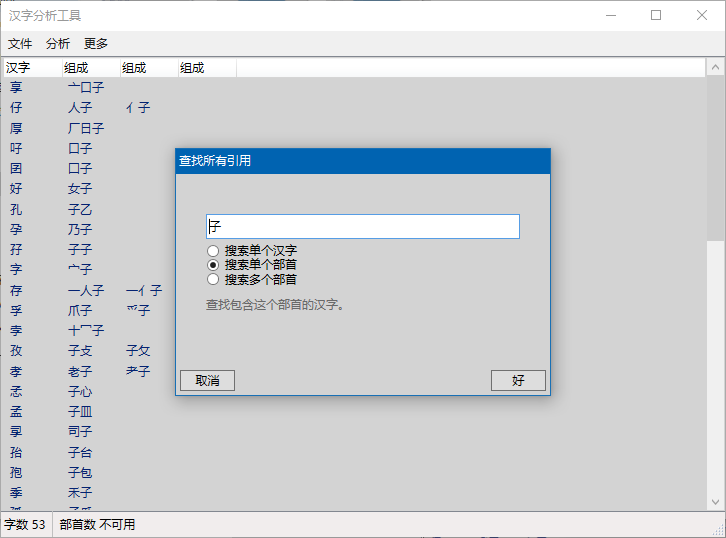 汉字分析工具
文件 分析 更多
汉字 组成 组成 组成
享 亠口子
仔 人子 亻子
厚 厂日子
吇 口子
囝 囗子
好 女子
孔 子乙
孕 乃子
孖 子子
字 宀子
存 一人子 一亻子
孚 爪子 爫子
孛 十冖子
孜 子攴 子攵
孝 老子 耂子
孞 子心
孟 子皿
孠 司子
孡 子台
孢 子包
季 禾子
查找所有引用
子
搜索单个汉字
搜索单个部首
搜索多个部首
查找包含这个部首的汉字。
取消 好
字数 53 部首数 不可用